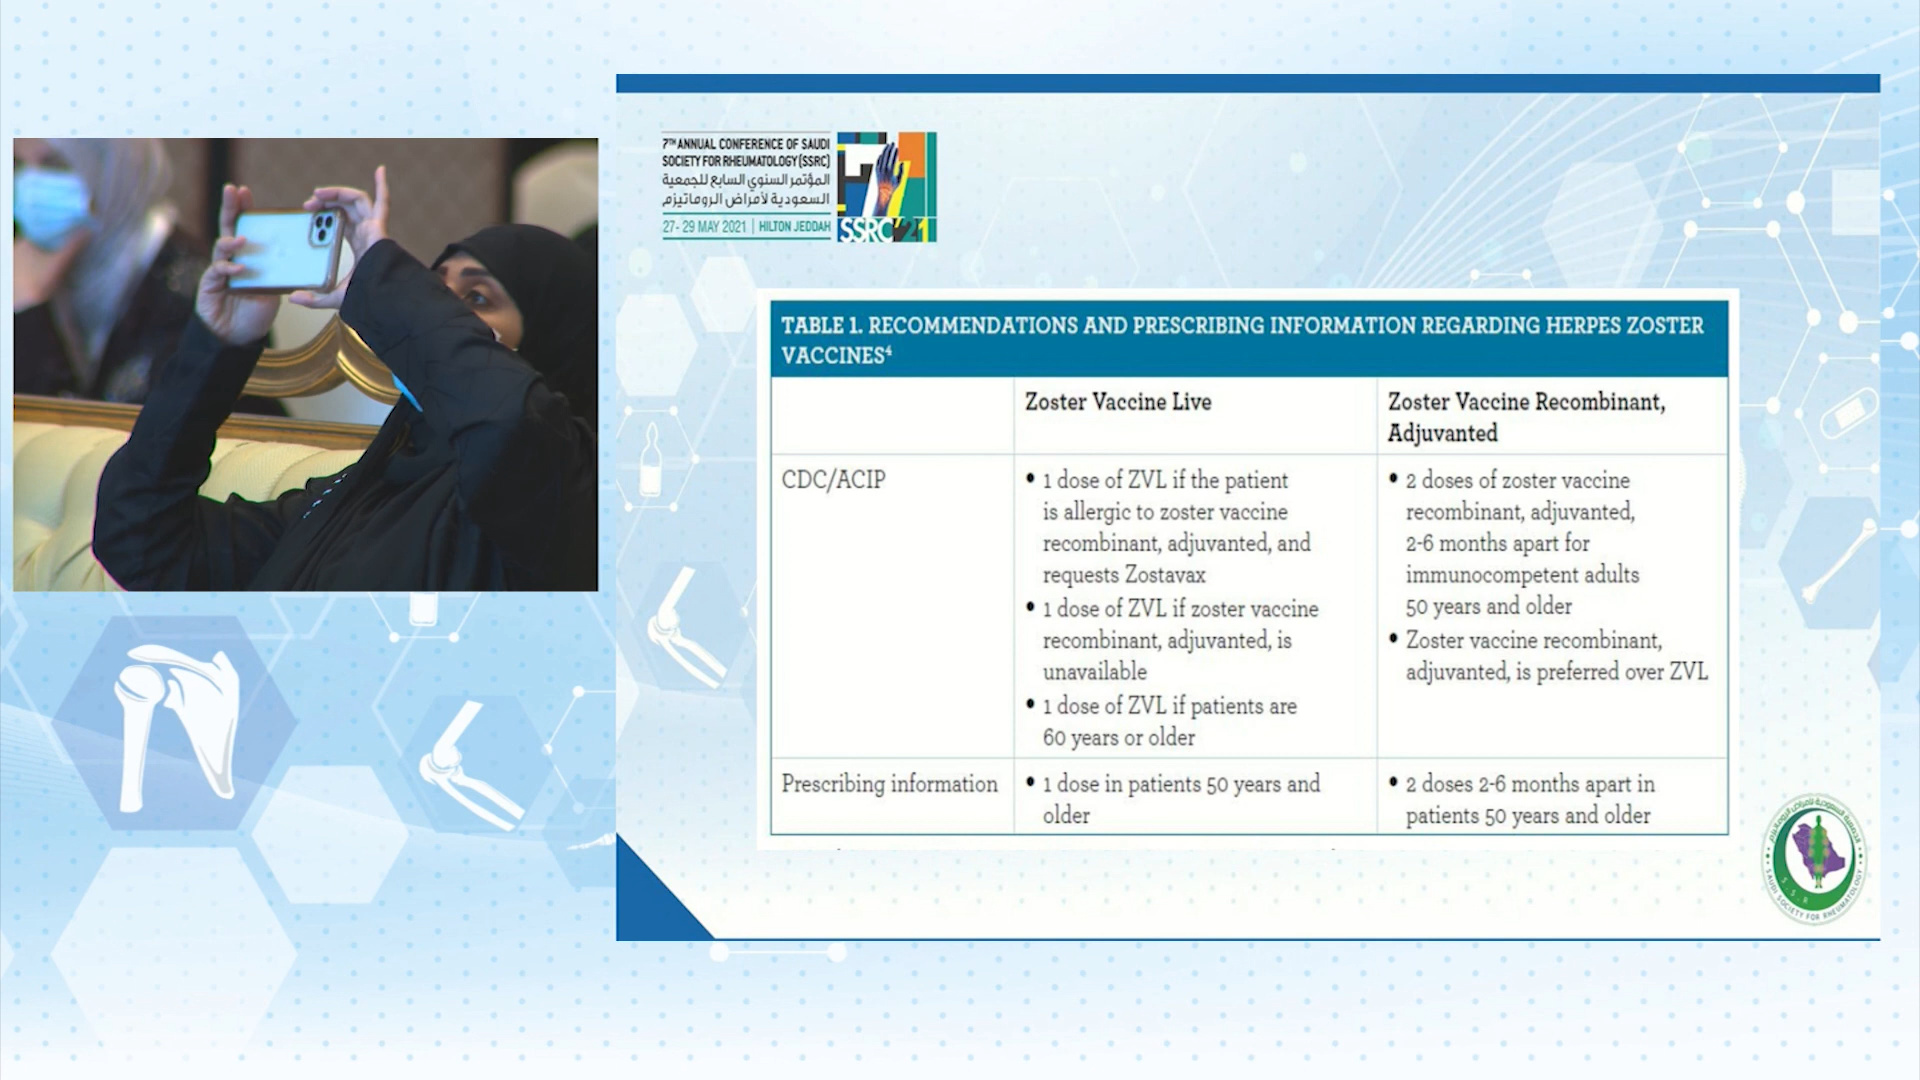 7TH ANNUAL CONFERENCE OF SAUDI
SOCIETY FOR RHEUMATOLOGY (SSRC)
المؤتمر السنوي السابع للجمعية
السعودية لأمراض الروماتيزم
27- 29 MAY 2021 | HILTON JEDDAH
SSRC'21
TABLE 1. RECOMMENDATIONS AND PRESCRIBING INFORMATION REGARDING HERPES ZOSTER
VACCINES⁴
Zoster Vaccine Live
Zoster Vaccine Recombinant,
Adjuvanted
CDC/ACIP
• 1 dose of ZVL if the patient
is allergic to zoster vaccine
recombinant, adjuvanted, and
requests Zostavax
• 1 dose of ZVL if zoster vaccine
recombinant, adjuvanted, is
unavailable
• 1 dose of ZVL if patients are
60 years or older
• 2 doses of zoster vaccine
recombinant, adjuvanted,
2-6 months apart for
immunocompetent adults
50 years and older
• Zoster vaccine recombinant,
adjuvanted, is preferred over ZVL
Prescribing information
• 1 dose in patients 50 years and
older
• 2 doses 2-6 months apart in
patients 50 years and older
SAUDI SOCIETY FOR RHEUMATOLOGY